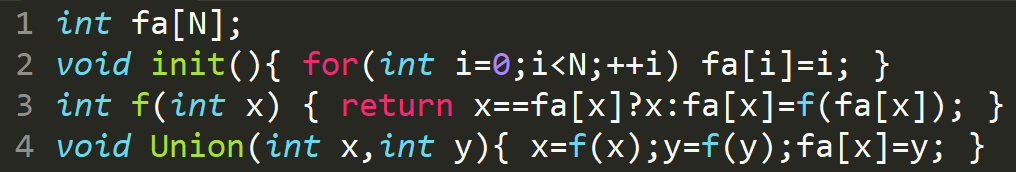 1 int fa[N];
2 void init(){ for(int i=0;i<N;++i) fa[i]=i; }
3 int f(int x) { return x==fa[x]?x:fa[x]=f(fa[x]); }
4 void Union(int x,int y){ x=f(x);y=f(y);fa[x]=y; }